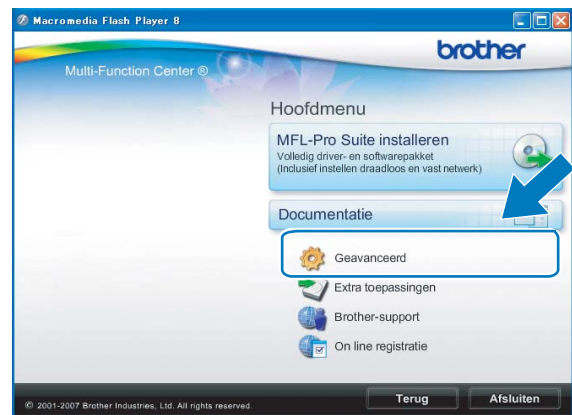 Macromedia Flash Player 8
brother
Multi-Function Center ®
Hoofdmenu
MFL-Pro Suite installeren
Volledig driver- en softwarepakket
(Inclusief instellen draadloos en vast netwerk)
Documentatie
Geavanceerd
Extra toepassingen
Brother-support
On line registratie
© 2001-2007 Brother Industries, Ltd. All rights reserved.
Terug
Afsluiten